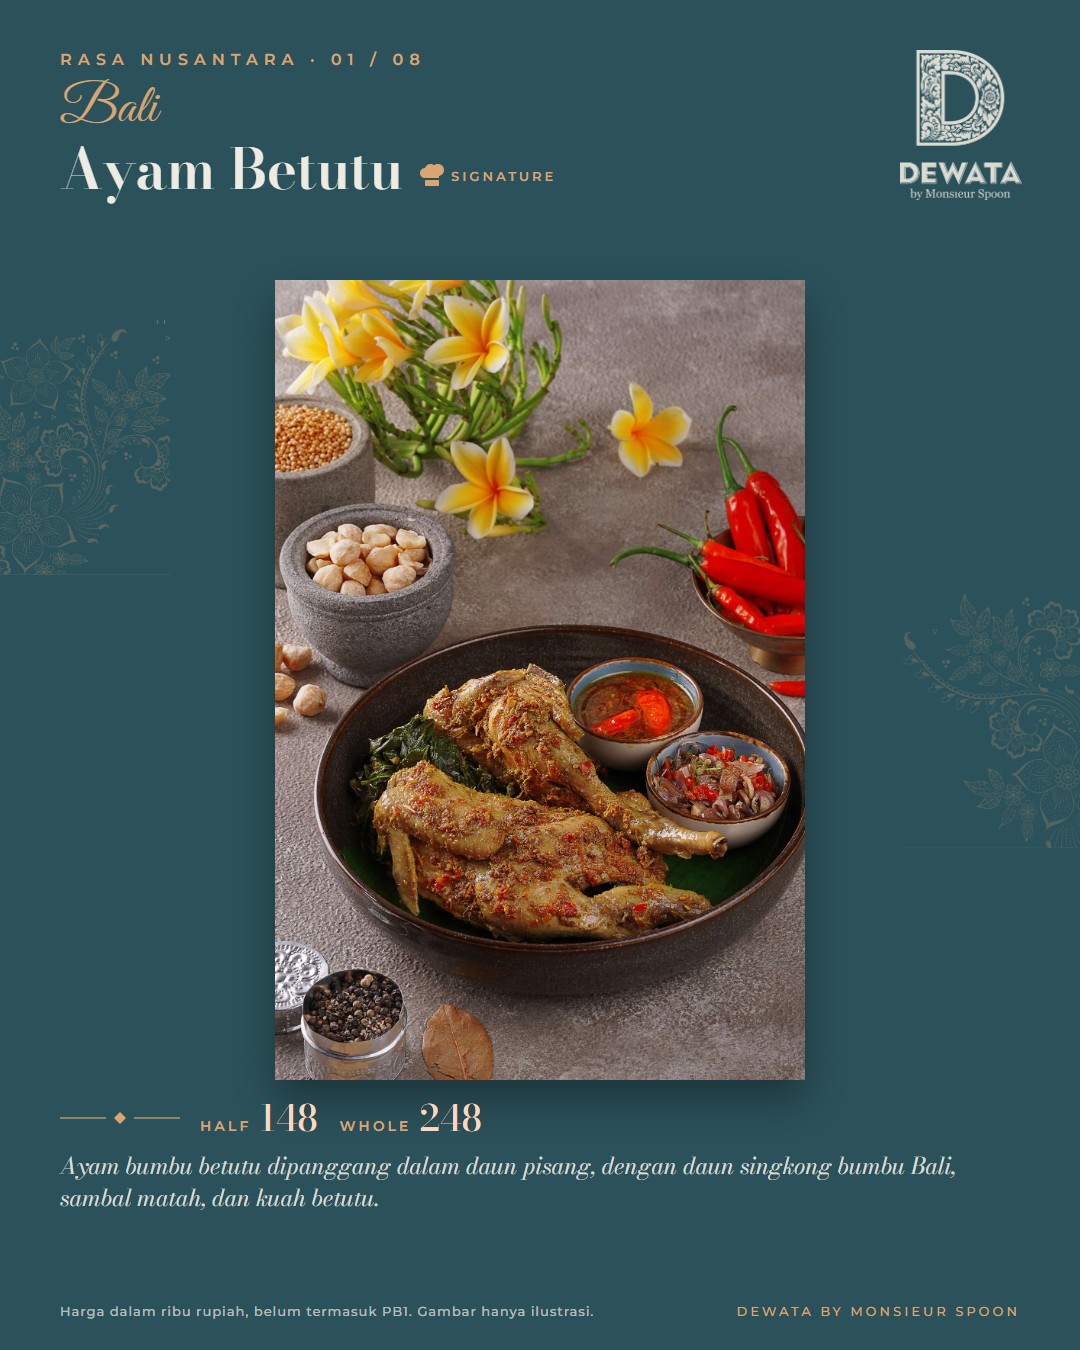 RASA NUSANTARA · 01 / 08
Bali
Ayam Betutu SIGNATURE
D
DEWATA
by Monsieur Spoon
HALF 148 WHOLE 248
Ayam bumbu betutu dipanggang dalam daun pisang, dengan daun singkong bumbu Bali,
sambal matah, dan kuah betutu.
Harga dalam ribu rupiah, belum termasuk PB1. Gambar hanya ilustrasi.
DEWATA BY MONSIEUR SPOON